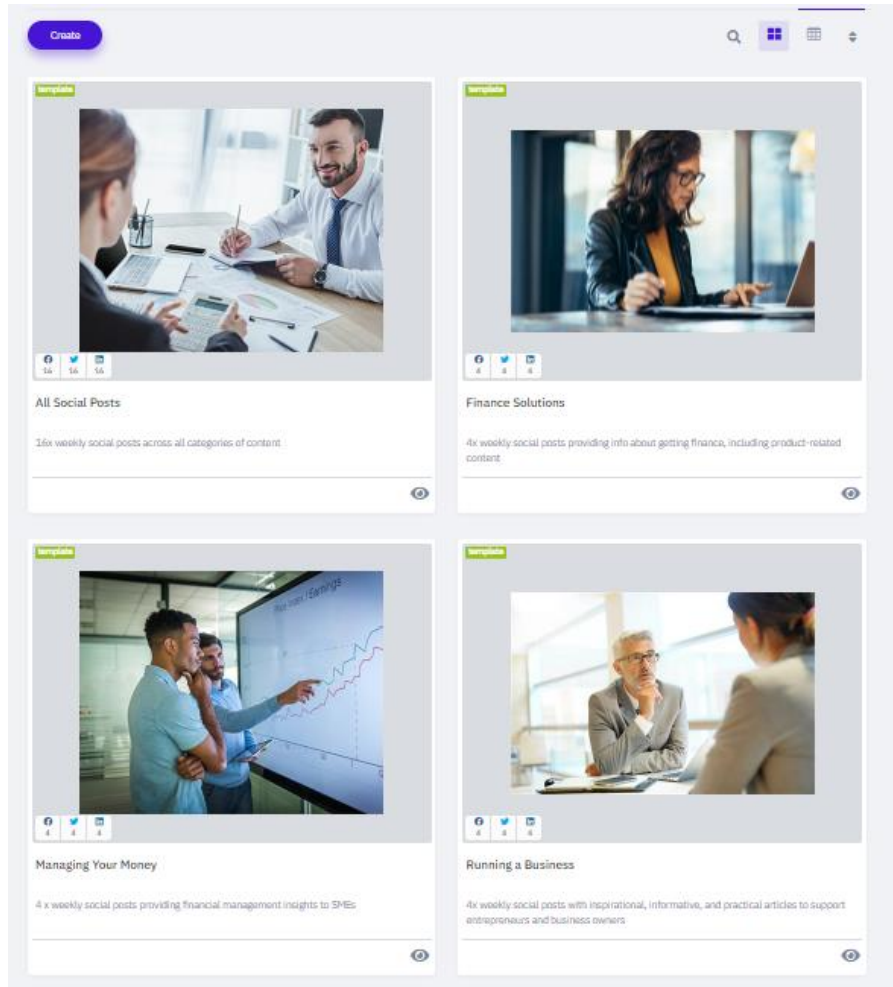 Create
template
template
16 16 16
4 4 4
All Social Posts
Finance Solutions
16x weekly social posts across all categories of content
4x weekly social posts providing info about getting finance, including product-related
content
template
template
Price Index / Earnings
4 4 4
4 4 4
Managing Your Money
Running a Business
4 x weekly social posts providing financial management insights to SMEs
4x weekly social posts with inspirational, informative, and practical articles to support
entrepreneurs and business owners